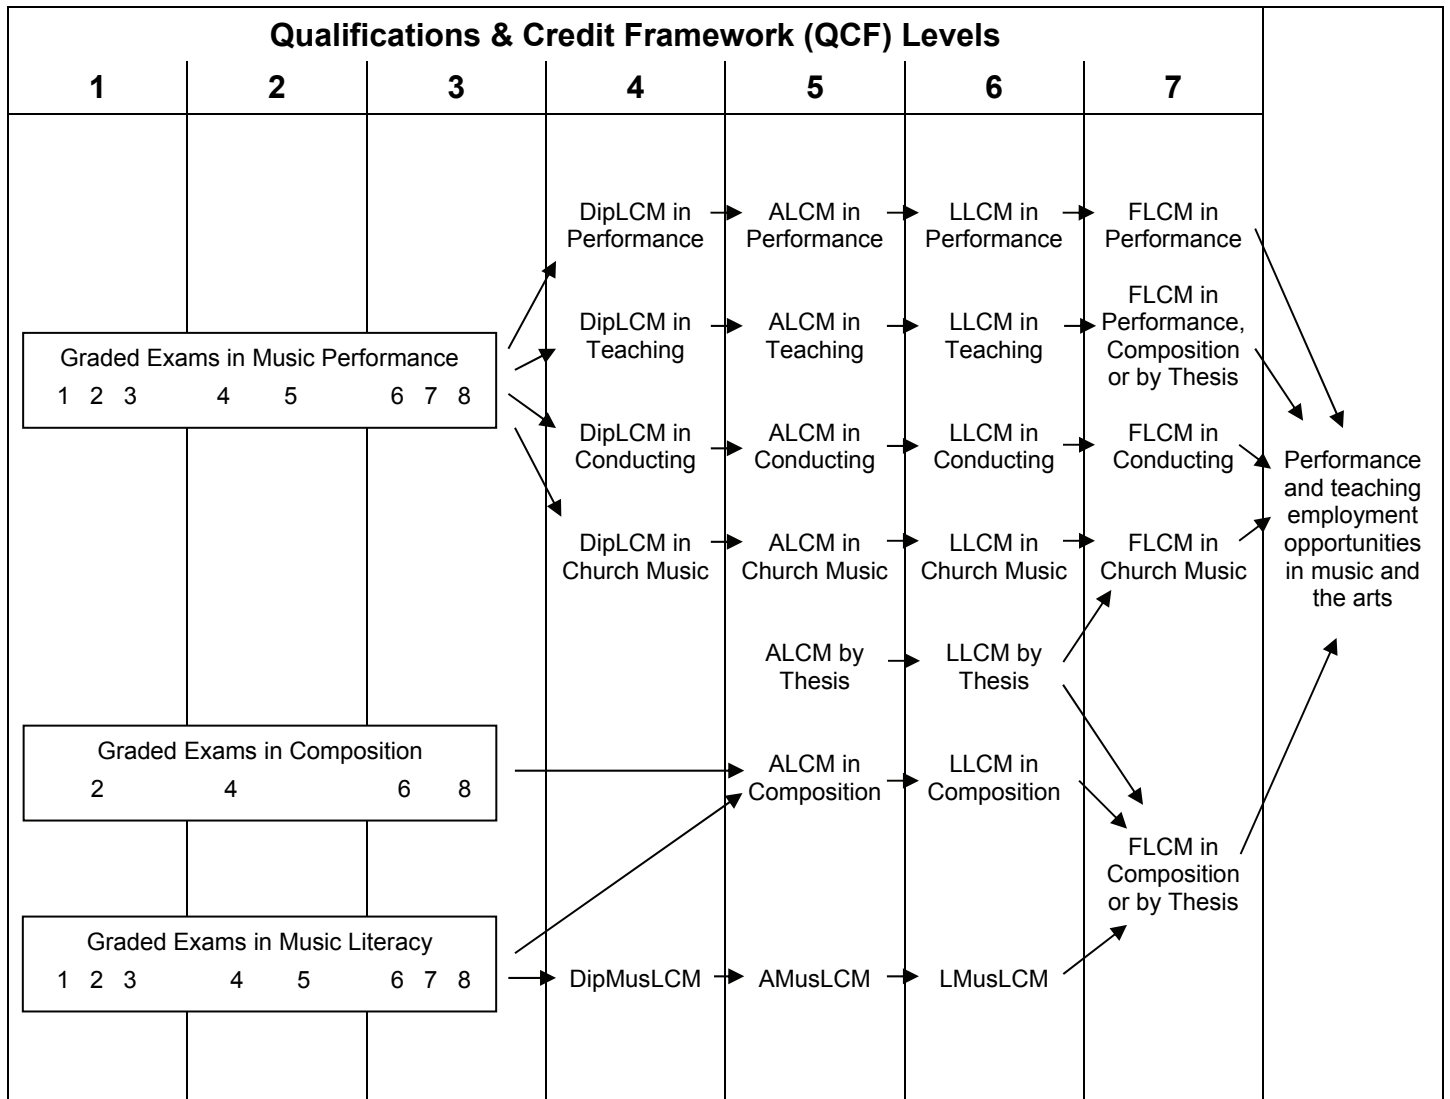 Qualifications & Credit Framework (QCF) Levels
1 2 3 4 5 6 7
DipLCM in
Performance
ALCM in
Performance
LLCM in
Performance
FLCM in
Performance
Graded Exams in Music Performance
1 2 3 4 5 6 7 8
DipLCM in
Teaching
ALCM in
Teaching
LLCM in
Teaching
FLCM in
Performance,
Composition
or by Thesis
DipLCM in
Conducting
ALCM in
Conducting
LLCM in
Conducting
FLCM in
Conducting
DipLCM in
Church Music
ALCM in
Church Music
LLCM in
Church Music
FLCM in
Church Music
Performance
and teaching
employment
opportunities
in music and
the arts
ALCM by
Thesis
LLCM by
Thesis
Graded Exams in Composition
2 4 6 8
ALCM in
Composition
LLCM in
Composition
FLCM in
Composition
or by Thesis
Graded Exams in Music Literacy
1 2 3 4 5 6 7 8
DipMusLCM
AMusLCM
LMusLCM